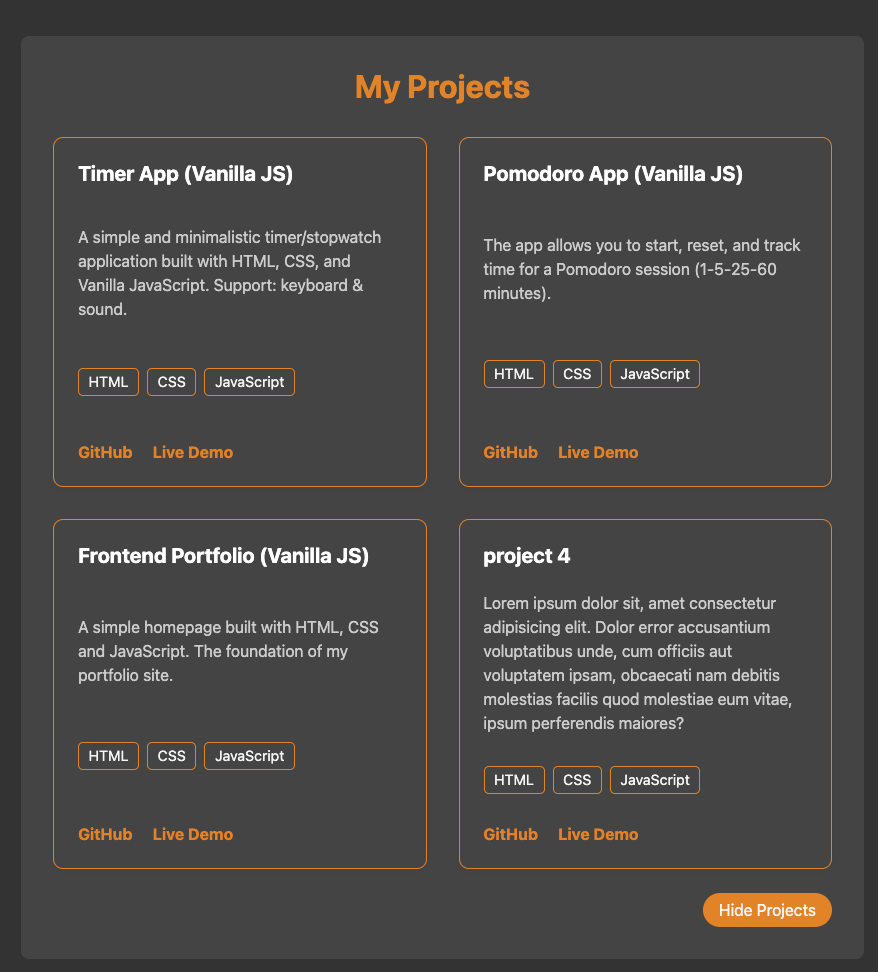 My Projects
Timer App (Vanilla JS)
A simple and minimalistic timer/stopwatch
application built with HTML, CSS, and
Vanilla JavaScript. Support: keyboard &
sound.
HTML CSS JavaScript
GitHub Live Demo
Pomodoro App (Vanilla JS)
The app allows you to start, reset, and track
time for a Pomodoro session (1-5-25-60
minutes).
HTML CSS JavaScript
GitHub Live Demo
Frontend Portfolio (Vanilla JS)
A simple homepage built with HTML, CSS
and JavaScript. The foundation of my
portfolio site.
HTML CSS JavaScript
GitHub Live Demo
project 4
Lorem ipsum dolor sit, amet consectetur
adipisicing elit. Dolor error accusantium
voluptatibus unde, cum officiis aut
voluptatem ipsam, obcaecati nam debitis
molestias facilis quod molestiae eum vitae,
ipsum perferendis maiores?
HTML CSS JavaScript
GitHub Live Demo
Hide Projects